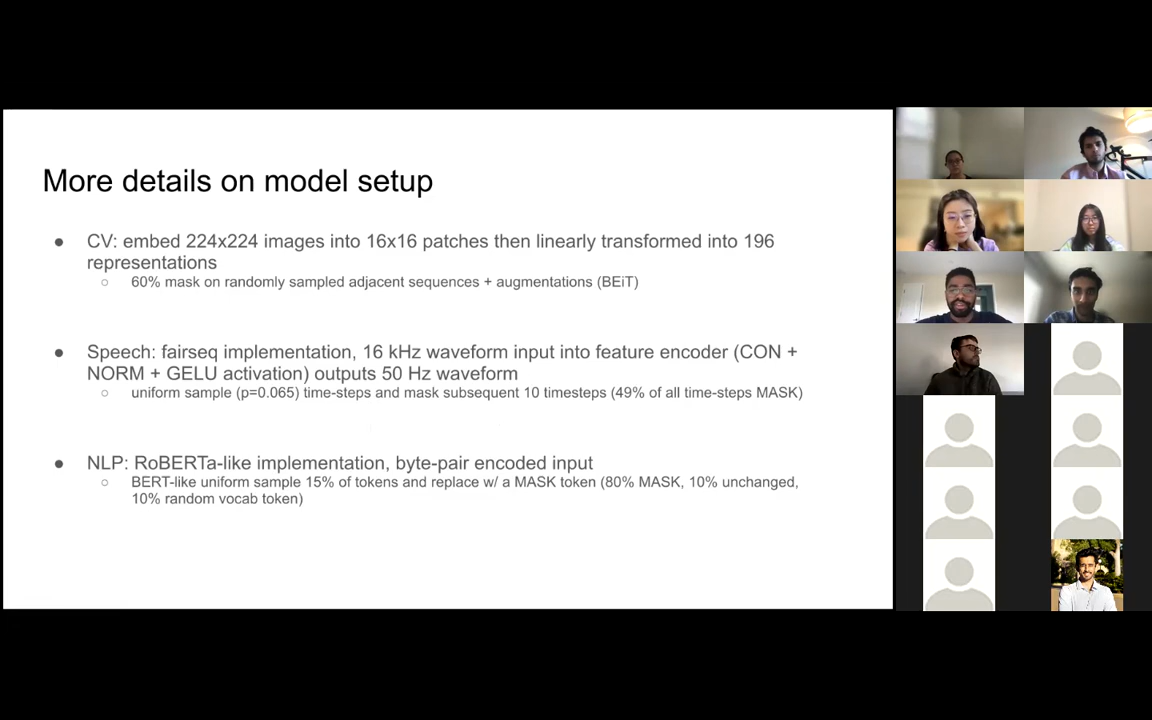 More details on model setup
● CV: embed 224x224 images into 16x16 patches then linearly transformed into 196
representations
○ 60% mask on randomly sampled adjacent sequences + augmentations (BEiT)
● Speech: fairseq implementation, 16 kHz waveform input into feature encoder (CON +
NORM + GELU activation) outputs 50 Hz waveform
○ uniform sample (p=0.065) time-steps and mask subsequent 10 timesteps (49% of all time-steps MASK)
● NLP: RoBERTa-like implementation, byte-pair encoded input
○ BERT-like uniform sample 15% of tokens and replace w/ a MASK token (80% MASK, 10% unchanged,
10% random vocab token)